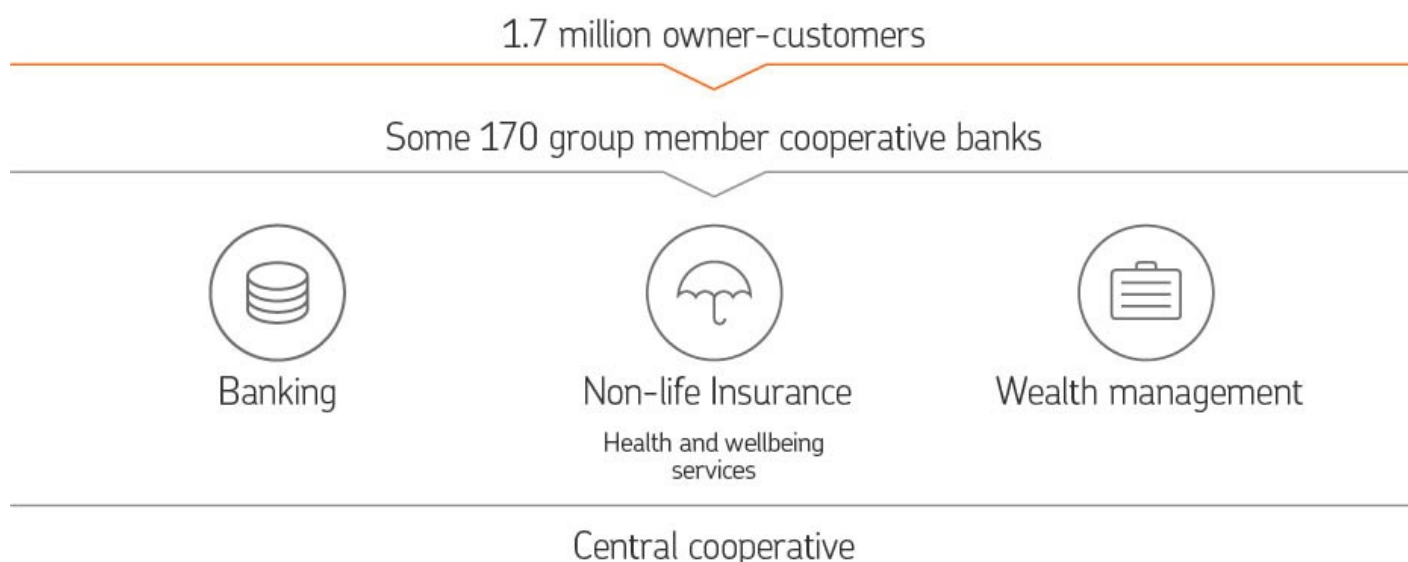 1.7 million owner-customers
Some 170 group member cooperative banks
Banking
Non-life Insurance
Wealth management
Health and wellbeing
services
Central cooperative